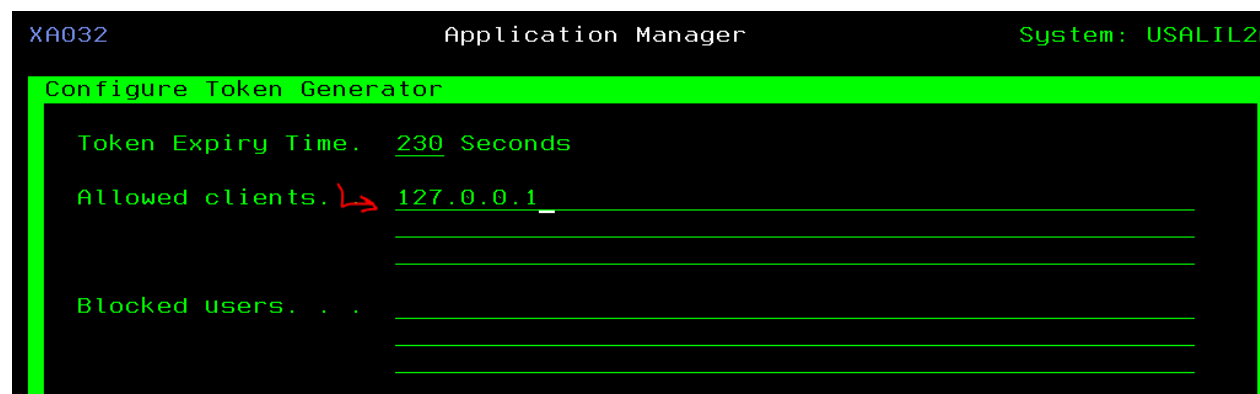 XA032 Application Manager System: USALIL2
Configure Token Generator
Token Expiry Time. 230 Seconds
Allowed clients. . 127.0.0.1_
Blocked users. . .